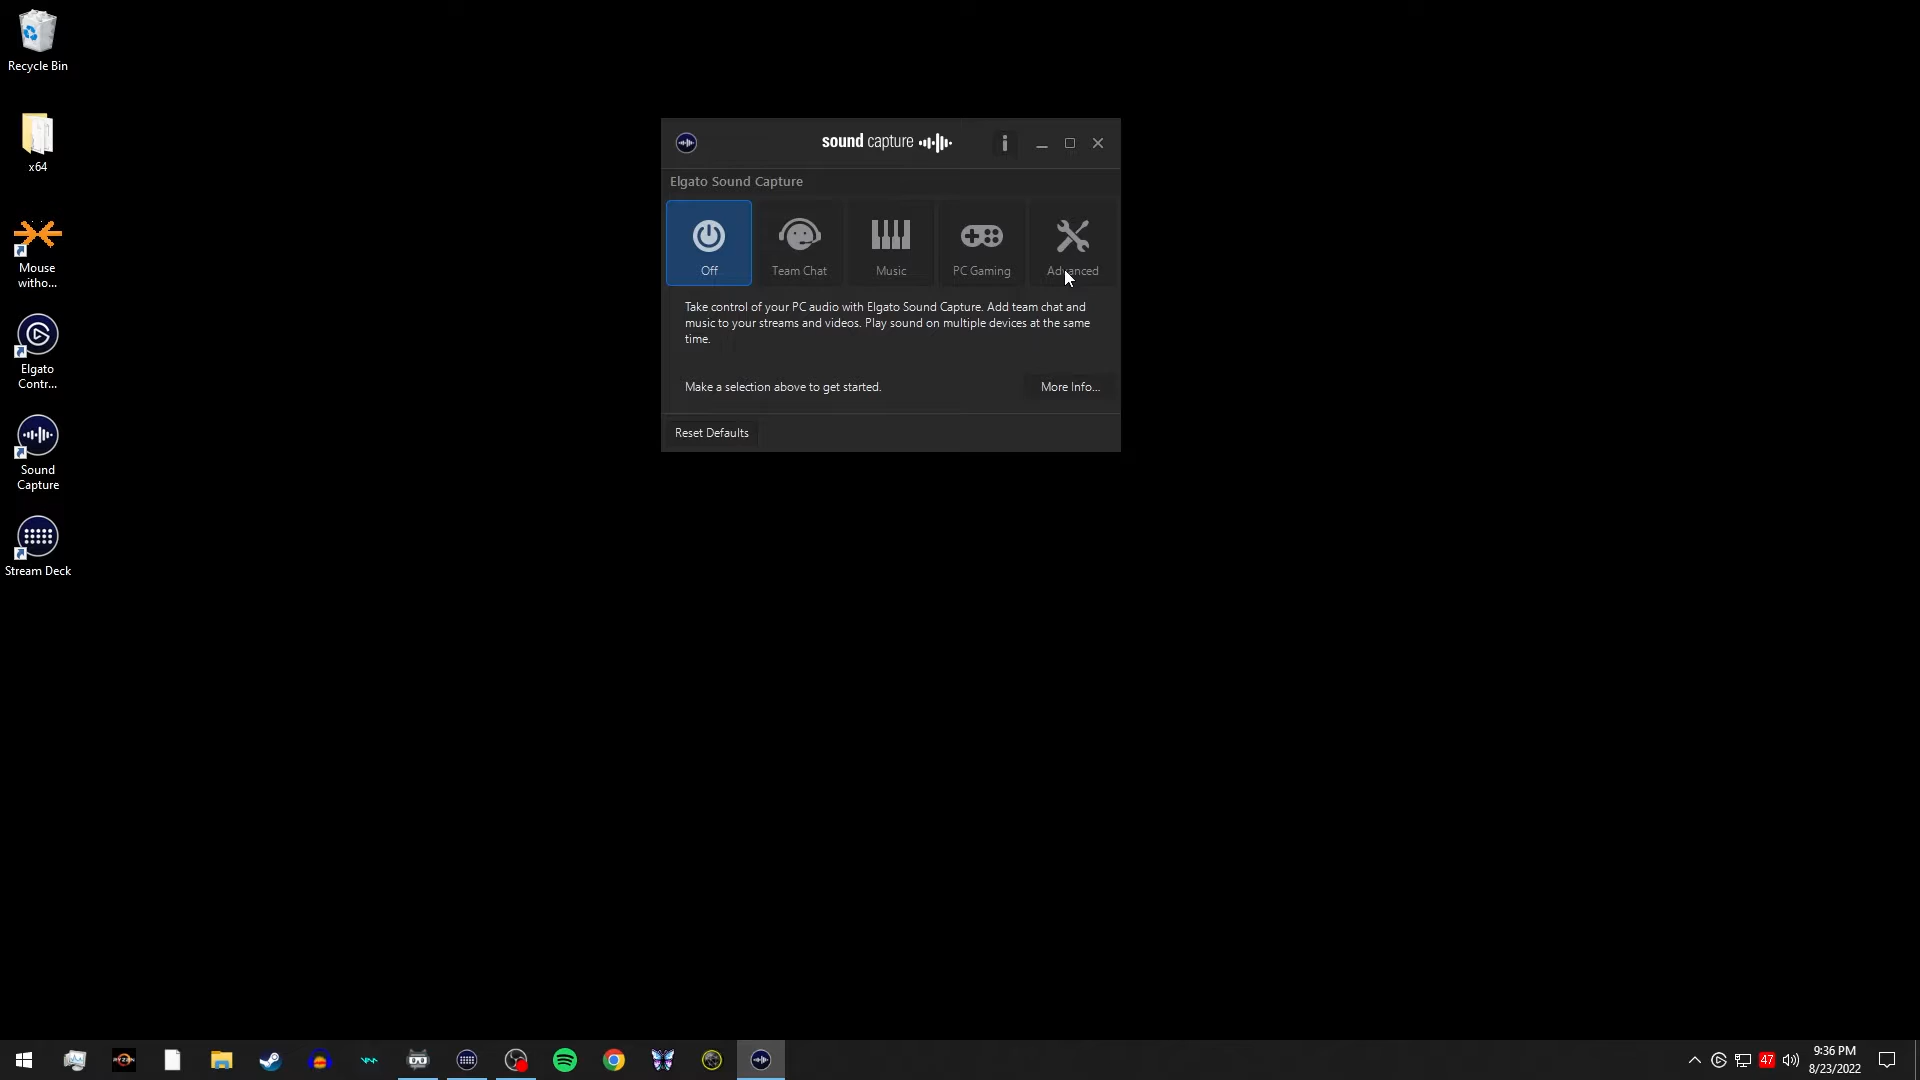 Recycle Bin
x64
Mouse
witho...
Elgato
Contr...
Sound
Capture
Stream Deck
sound capture
Elgato Sound Capture
Off
Team Chat
Music
PC Gaming
Advanced
Take control of your PC audio with Elgato Sound Capture. Add team chat and
music to your streams and videos. Play sound on multiple devices at the same
time.
Make a selection above to get started.
More Info...
Reset Defaults
RYZEN
47
9:36 PM
8/23/2022